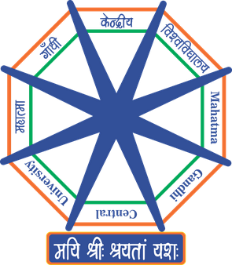 महात्मा गाँधी केन्द्रीय विश्वविद्यालय
Mahatma Gandhi Central University
मयि श्रीः श्रयतां यशः